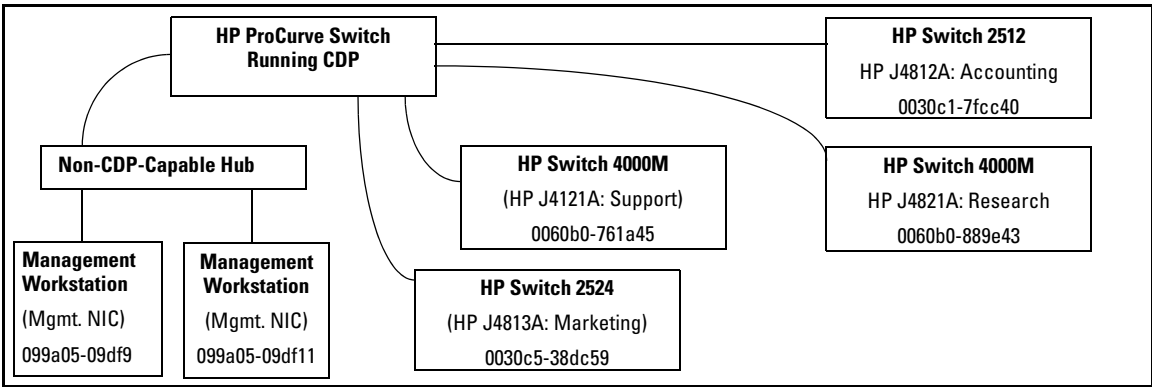 HP ProCurve Switch
Running CDP
HP Switch 2512
HP J4812A: Accounting
0030c1-7fcc40
Non-CDP-Capable Hub
HP Switch 4000M
(HP J4121A: Support)
0060b0-761a45
HP Switch 4000M
HP J4821A: Research
0060b0-889e43
Management
Workstation
(Mgmt. NIC)
099a05-09df9
Management
Workstation
(Mgmt. NIC)
099a05-09df11
HP Switch 2524
(HP J4813A: Marketing)
0030c5-38dc59